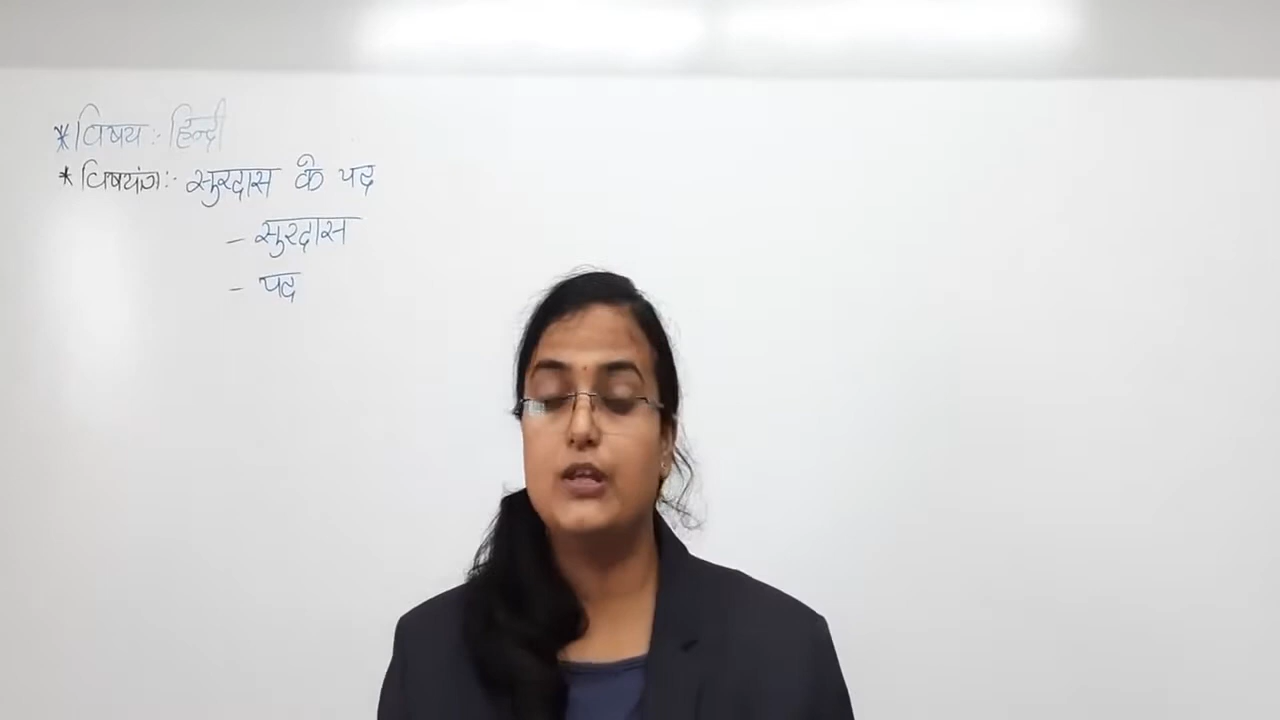 * विषय :- हिन्दी
* विषयांश :- सुरदास के पद
- सुरदास
- पद